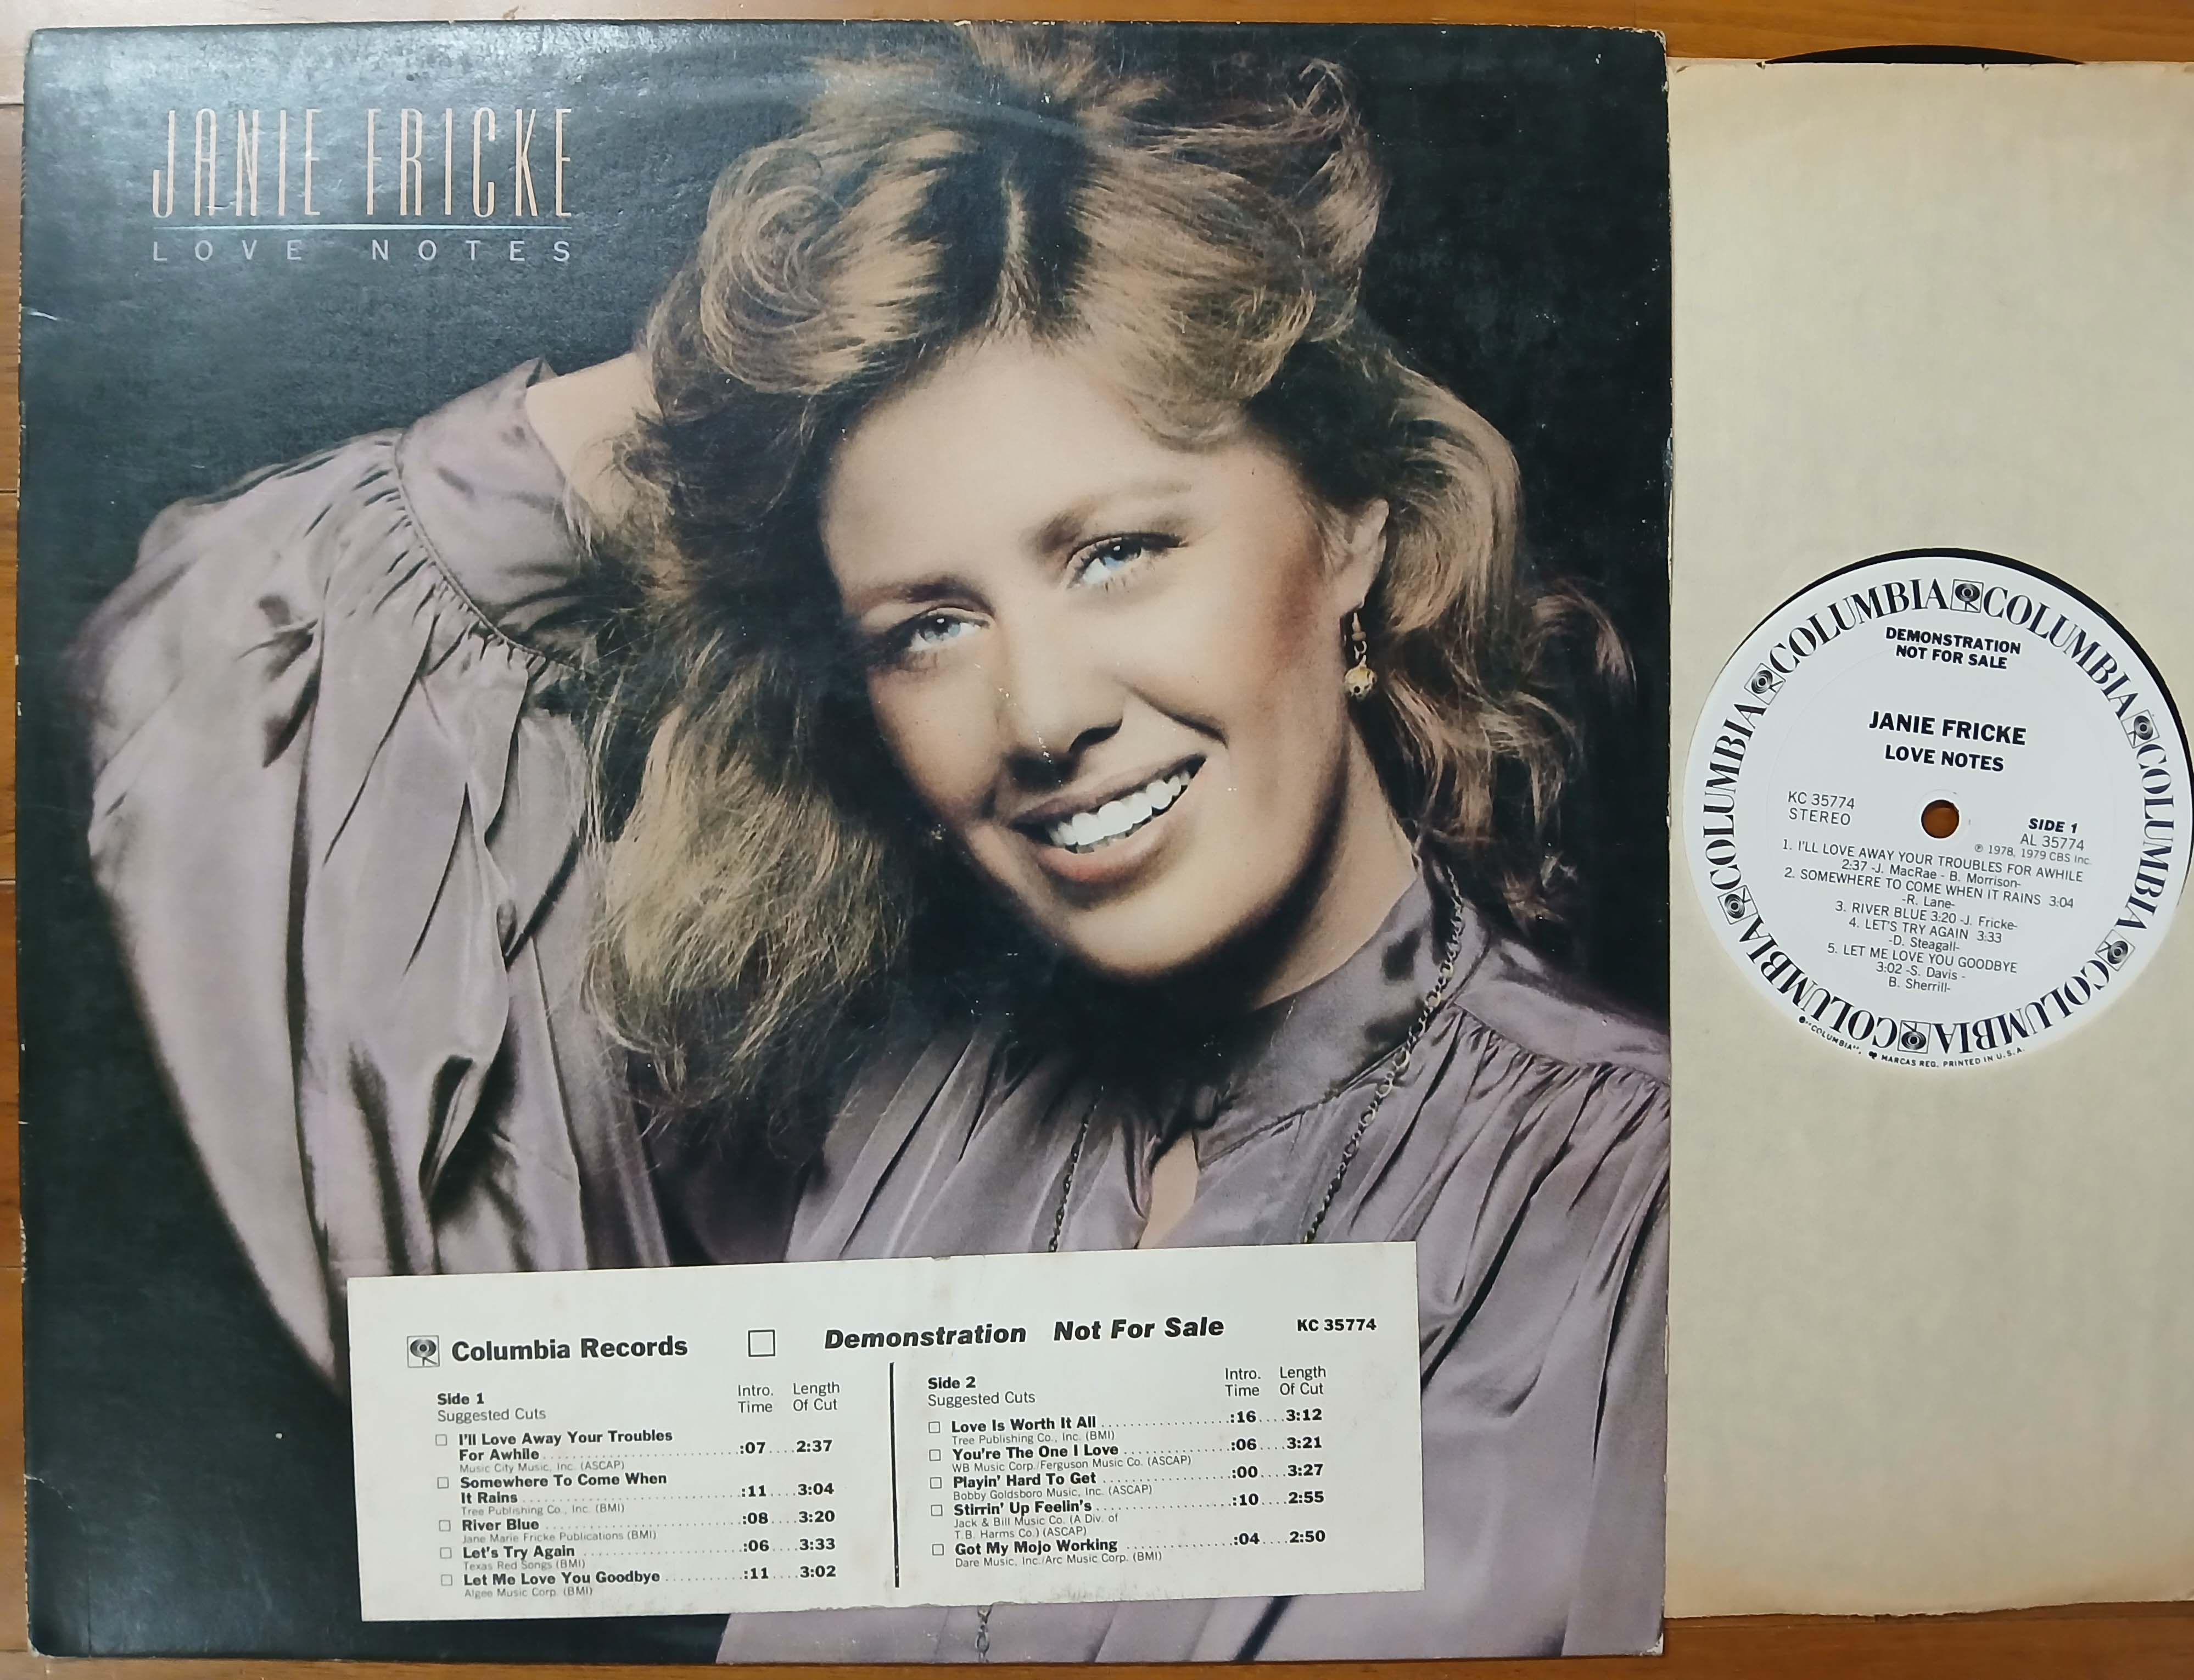 JANIE FRICKE
LOVE NOTES
Columbia Records
Demonstration Not For Sale
KC 35774
Side 1
Suggested Cuts
Intro. Time
Length Of Cut
I'll Love Away Your Troubles
For Awhile :07 2:37
Music City Music, Inc. (ASCAP)
Somewhere To Come When
It Rains :11 3:04
Tree Publishing Co., Inc. (BMI)
River Blue :08 3:20
Jane Marie Fricke Publications (BMI)
Let's Try Again :06 3:33
Texas Red Songs (BMI)
Let Me Love You Goodbye :11 3:02
Algee Music Corp. (BMI)
Side 2
Suggested Cuts
Intro. Time
Length Of Cut
Love Is Worth It All :16 3:12
Tree Publishing Co., Inc. (BMI)
You're The One I Love :06 3:21
WB Music Corp./Ferguson Music Co. (ASCAP)
Playin' Hard To Get :00 3:27
Bobby Goldsboro Music, Inc. (ASCAP)
Stirrin' Up Feelin's :10 2:55
Jack & Bill Music Co. (A Div. of
T.B. Harms Co.) (ASCAP)
Got My Mojo Working :04 2:50
Dare Music, Inc./Arc Music Corp. (BMI)
COLUMBIA COLUMBIA COLUMBIA COLUMBIA COLUMBIA COLUMBIA
DEMONSTRATION
NOT FOR SALE
JANIE FRICKE
LOVE NOTES
KC 35774
STEREO
SIDE 1
AL 35774
℗ 1978, 1979 CBS Inc.
1. I'LL LOVE AWAY YOUR TROUBLES FOR AWHILE
2:37 -J. MacRae - B. Morrison-
2. SOMEWHERE TO COME WHEN IT RAINS 3:04
-R. Lane-
3. RIVER BLUE 3:20 -J. Fricke-
4. LET'S TRY AGAIN 3:33
-D. Steagall-
5. LET ME LOVE YOU GOODBYE
3:02 -S. Davis -
B. Sherrill-
"COLUMBIA", MARCAS REG. PRINTED IN U.S.A.